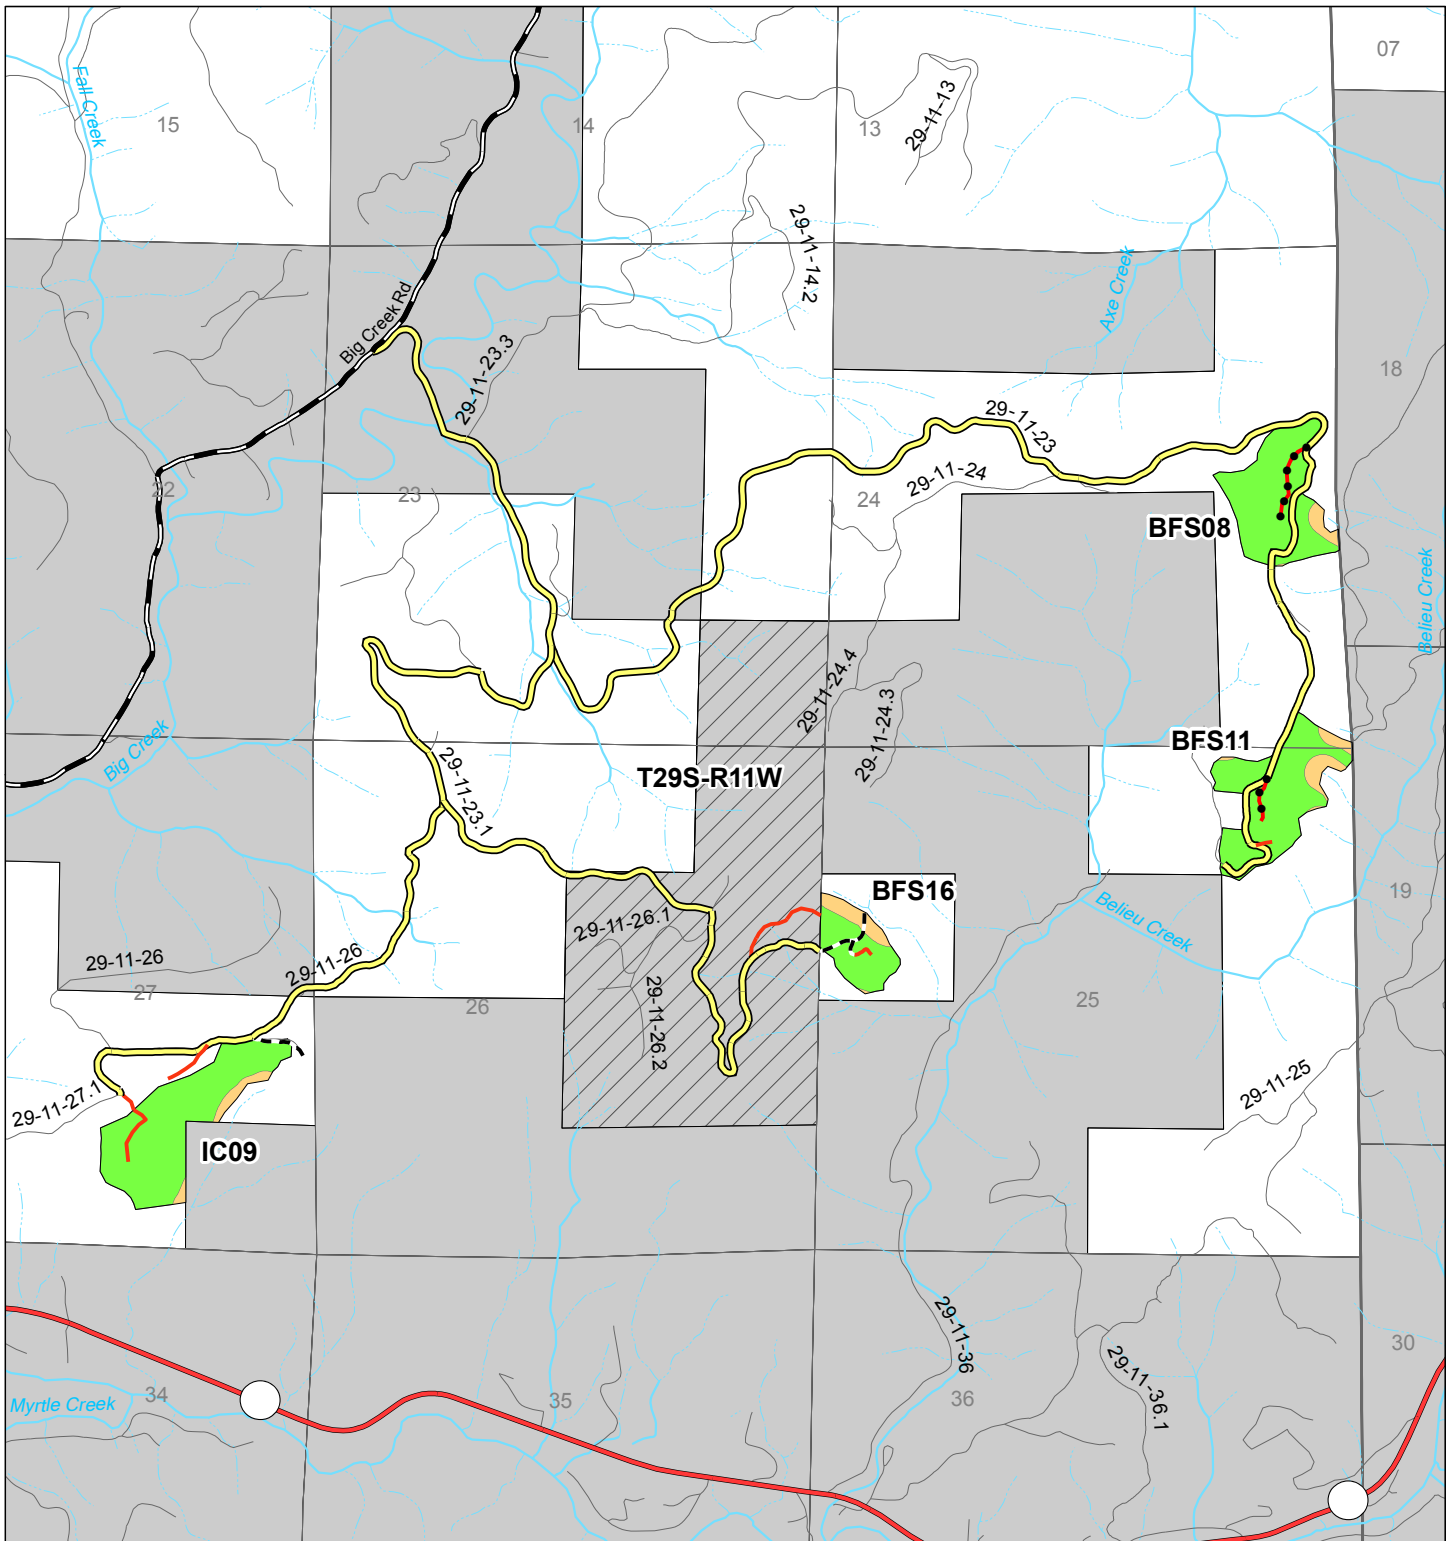 07
Fall Creek
15
14
13
29-11-13
29-11-14.2
Axe Creek
Big Creek Rd
29-11-23.3
18
29-11-23
22
23
24
29-11-24
BFS08
Belieu Creek
29-11-24.4
29-11-24.3
Big Creek
BFS11
29-11-23.1
T29S-R11W
BFS16
19
29-11-26.1
Belieu Creek
29-11-26
29-11-26
27
26
29-11-26.2
25
29-11-25
29-11-27.1
IC09
29-11-36
30
29-11-36.1
34
35
36
Myrtle Creek